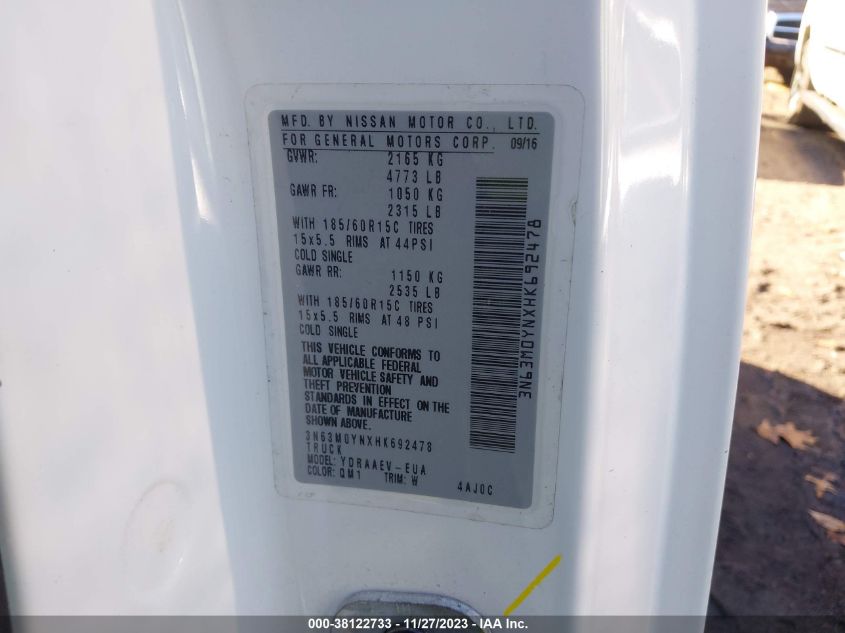 MFD. BY NISSAN MOTOR CO., LTD.
FOR GENERAL MOTORS CORP. 09/16
GVWR: 2165 KG
4773 LB
GAWR FR: 1050 KG
2315 LB
WITH 185/60R15C TIRES
15x5.5 RIMS AT 44PSI
COLD SINGLE
GAWR RR: 1150 KG
2535 LB
WITH 185/60R15C TIRES
15x5.5 RIMS AT 48 PSI
COLD SINGLE
THIS VEHICLE CONFORMS TO
ALL APPLICABLE FEDERAL
MOTOR VEHICLE SAFETY AND
THEFT PREVENTION
STANDARDS IN EFFECT ON THE
DATE OF MANUFACTURE
SHOWN ABOVE.
3N63M0YNXHK692478
TRUCK
MODEL: YDRAAEV-EUA
COLOR: QM1 TRIM: W 4AJ0C
3N63M0YNXHK692478
000-38122733 - 11/27/2023 - IAA Inc.